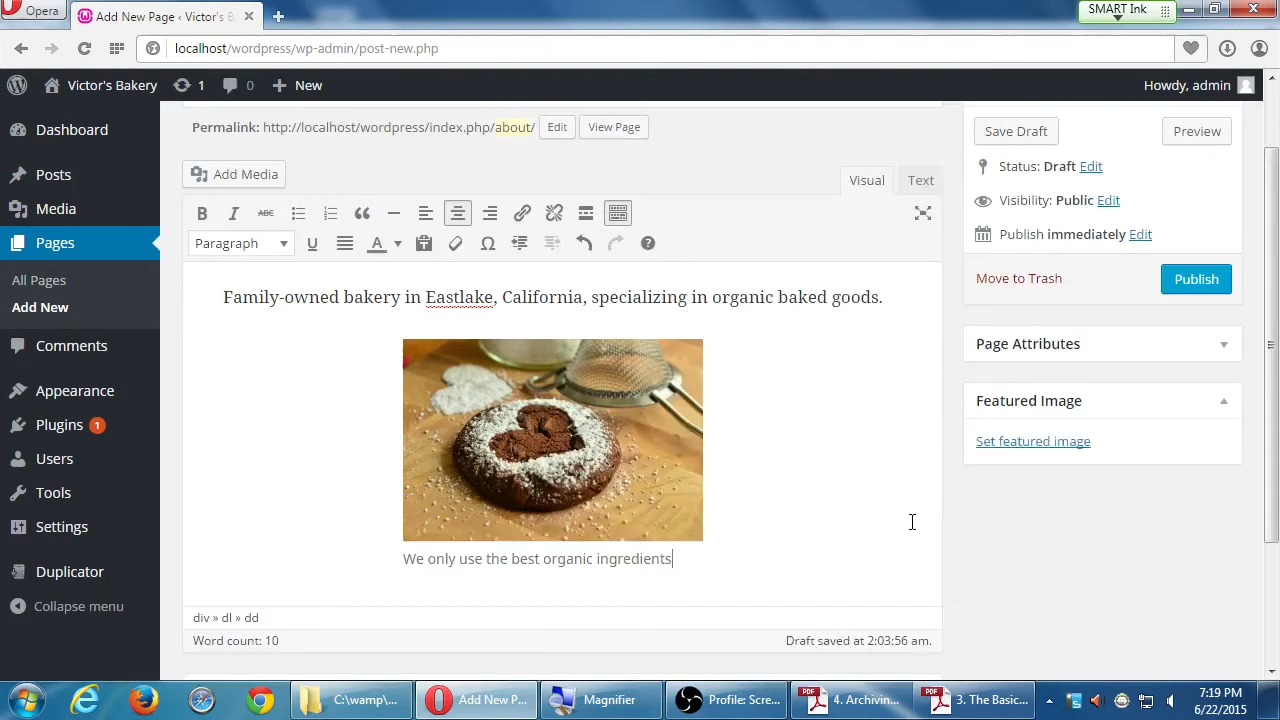 Opera
Add New Page ‹ Victor's B
SMART Ink
localhost/wordpress/wp-admin/post-new.php
Victor's Bakery 1 0 New
Howdy, admin
Dashboard
Posts
Media
Pages
All Pages
Add New
Comments
Appearance
Plugins 1
Users
Tools
Settings
Duplicator
Collapse menu
Permalink: http://localhost/wordpress/index.php/about/ Edit View Page
Add Media
Visual Text
B I ABC
Paragraph U A Ω ?
Family-owned bakery in Eastlake, California, specializing in organic baked goods.
We only use the best organic ingredients
div » dl » dd
Word count: 10
Draft saved at 2:03:56 am.
Save Draft Preview
Status: Draft Edit
Visibility: Public Edit
Publish immediately Edit
Move to Trash Publish
Page Attributes
Featured Image
Set featured image
C:\wamp\...
Add New P...
Magnifier
Profile: Scre...
PDF 4. Archivin...
PDF 3. The Basic...
7:19 PM
6/22/2015